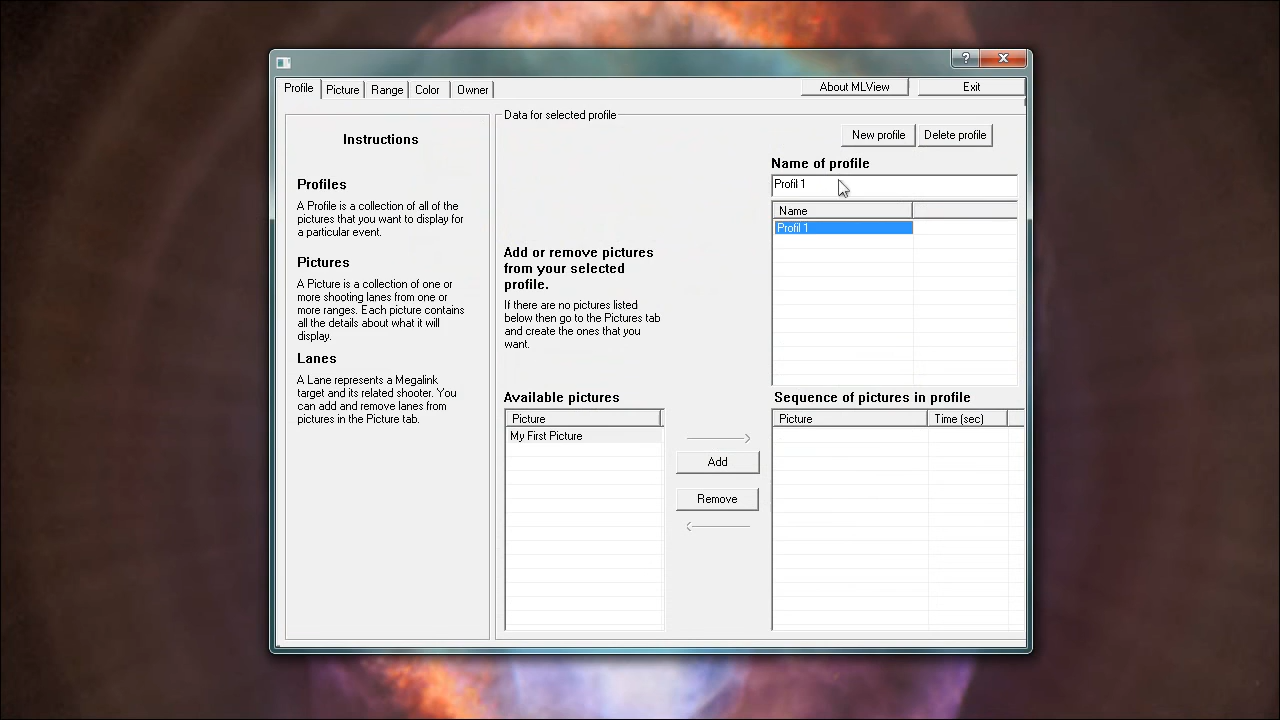 ?
Profile
Picture
Range
Color
Owner
About MLView
Exit
Instructions
Profiles
A Profile is a collection of all of the
pictures that you want to display for
a particular event.
Pictures
A Picture is a collection of one or
more shooting lanes from one or
more ranges. Each picture contains
all the details about what it will
display.
Lanes
A Lane represents a Megalink
target and its related shooter. You
can add and remove lanes from
pictures in the Picture tab.
Data for selected profile
New profile
Delete profile
Name of profile
Profil 1
Name
Profil 1
Add or remove pictures
from your selected
profile.
If there are no pictures listed
below then go to the Pictures tab
and create the ones that you
want.
Available pictures
Picture
My First Picture
Add
Remove
Sequence of pictures in profile
Picture
Time (sec)